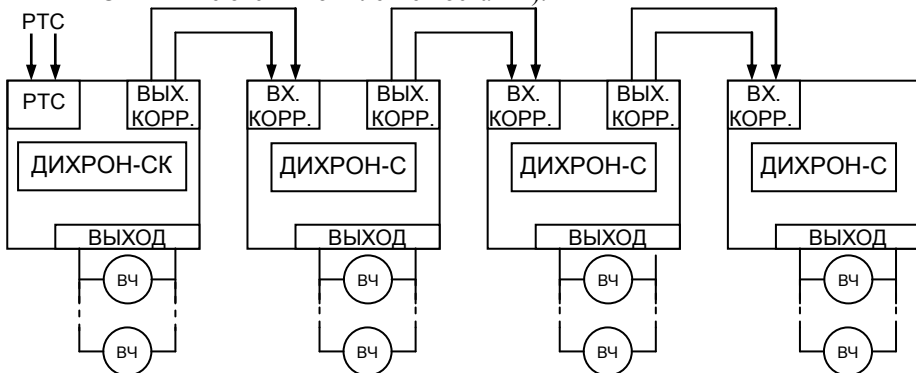 РТС
РТС
ВЫХ.
КОРР.
ВХ.
КОРР.
ВЫХ.
КОРР.
ВХ.
КОРР.
ВЫХ.
КОРР.
ВХ.
КОРР.
ДИХРОН-СК
ДИХРОН-С
ДИХРОН-С
ДИХРОН-С
ВЫХОД
ВЫХОД
ВЫХОД
ВЫХОД
ВЧ
ВЧ
ВЧ
ВЧ
ВЧ
ВЧ
ВЧ
ВЧ